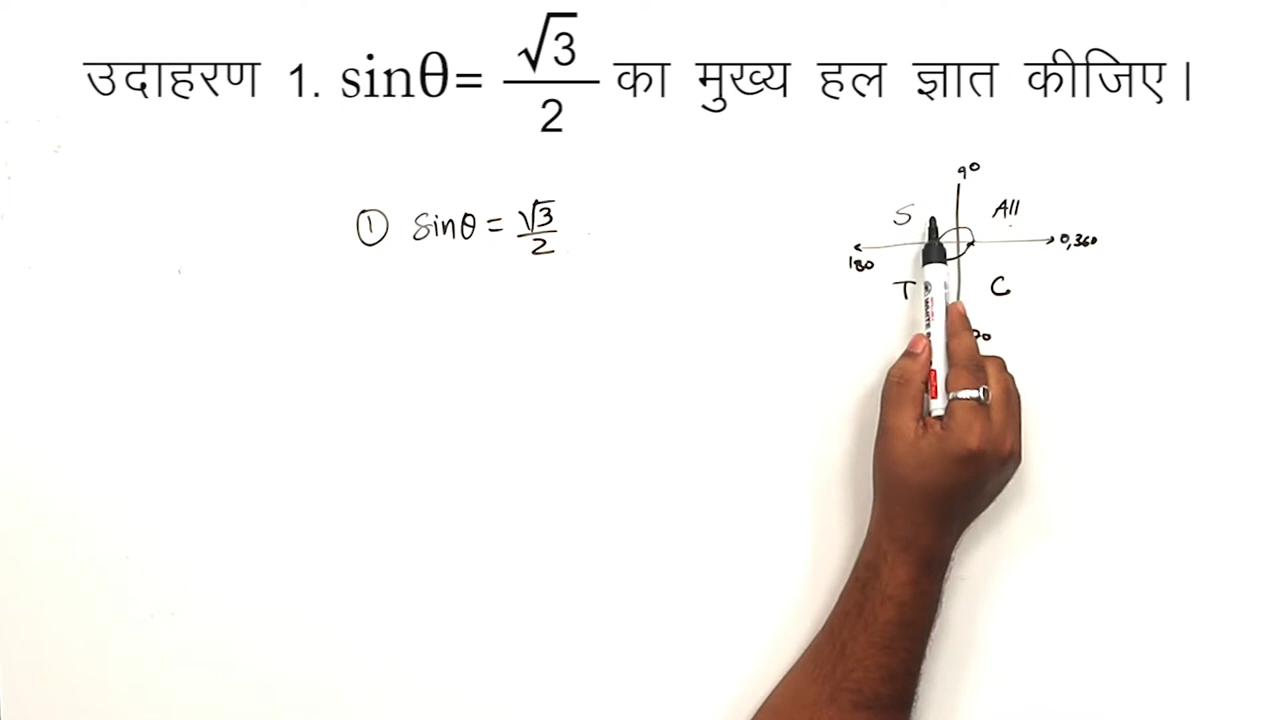 उदाहरण 1. sinθ= √3/2 का मुख्य हल ज्ञात कीजिए।
① sinθ = √3/2
90
S All
180 0,360
T C